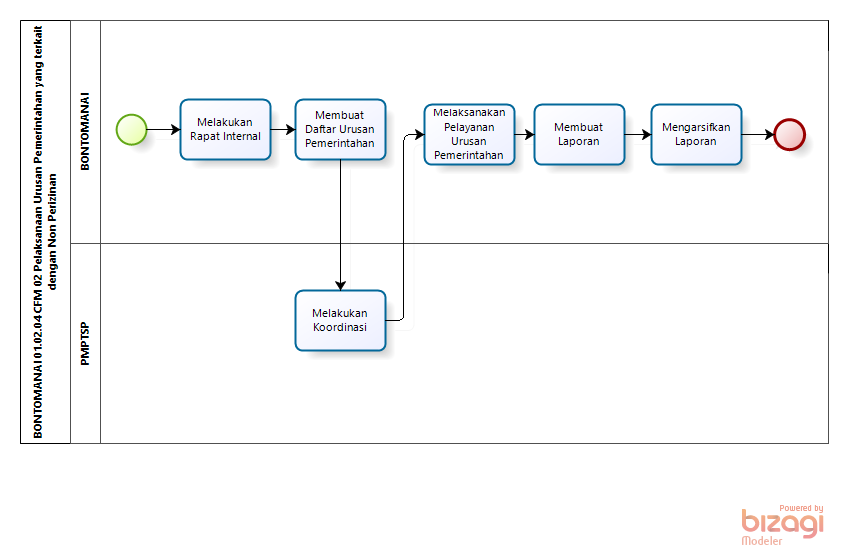 BONTOMANAI 01.02.04 CFM 02 Pelaksanaan Urusan Pemerintahan yang terkait
dengan Non Perizinan
BONTOMANAI
Melakukan
Rapat Internal
Membuat
Daftar Urusan
Pemerintahan
Melaksanakan
Pelayanan
Urusan
Pemerintahan
Membuat
Laporan
Mengarsifkan
Laporan
PMPTSP
Melakukan
Koordinasi
Powered by
bizagi
Modeler